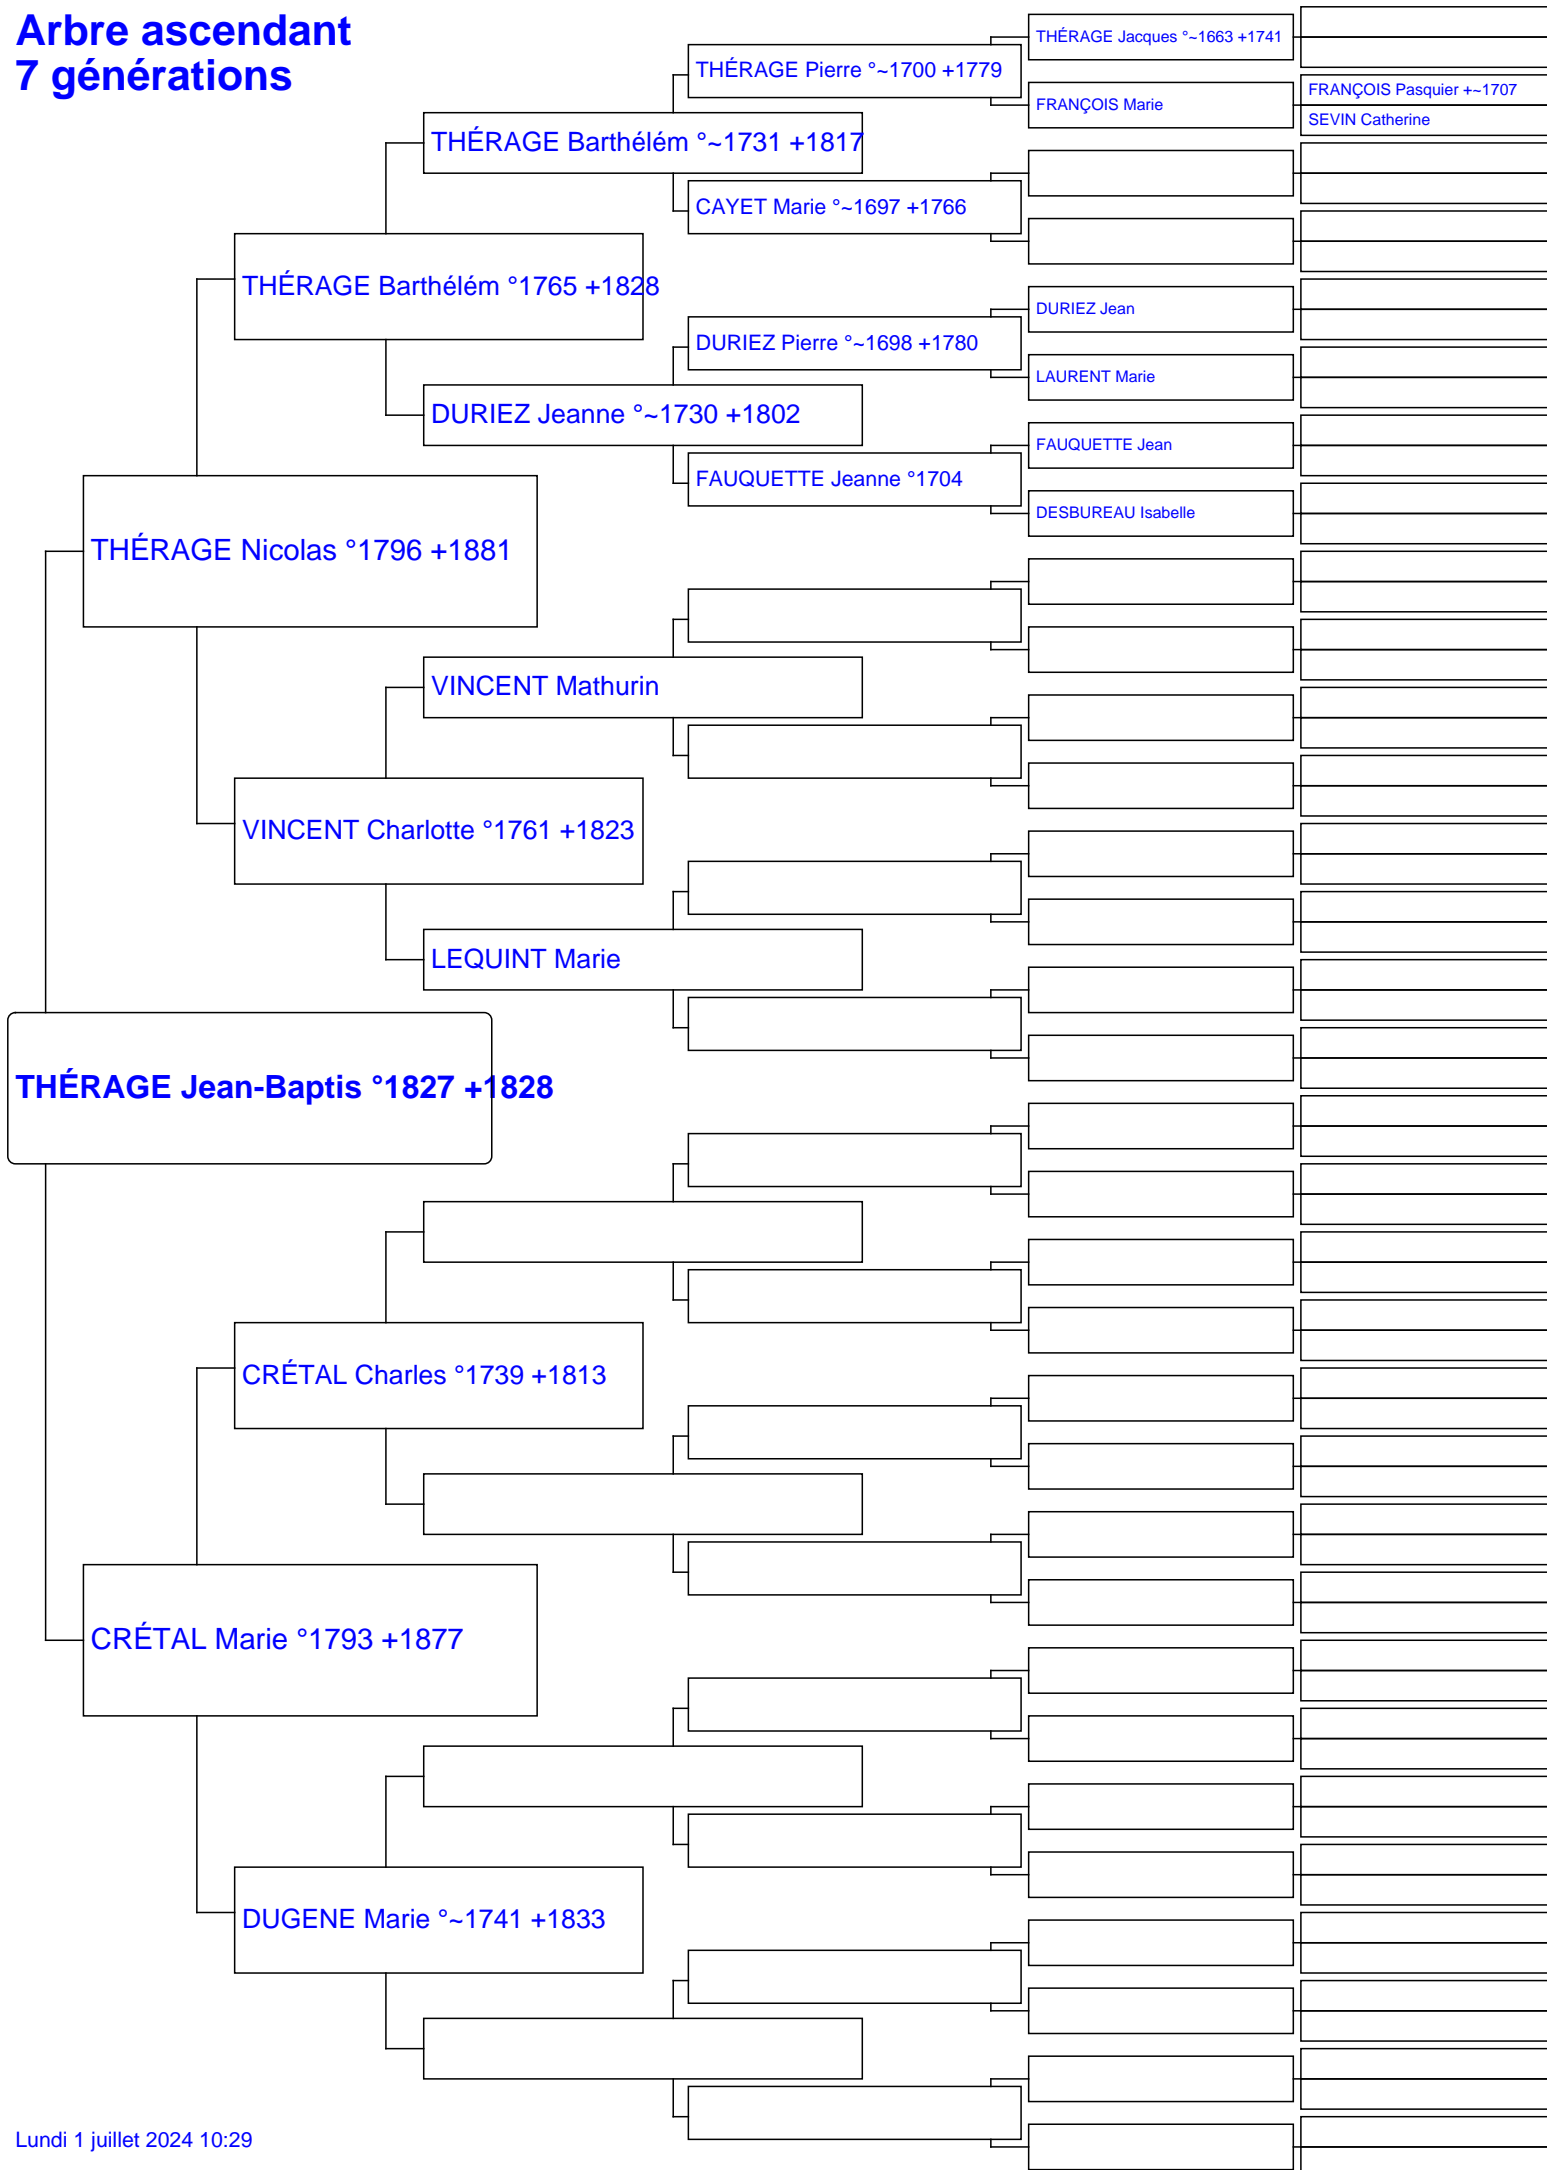 Arbre ascendant
7 générations
THÉRAGE Jacques °~1663 +1741
THÉRAGE Pierre °~1700 +1779
FRANÇOIS Pasquier +~1707
FRANÇOIS Marie
SEVIN Catherine
THÉRAGE Barthélém °~1731 +1817
CAYET Marie °~1697 +1766
THÉRAGE Barthélém °1765 +1828
DURIEZ Jean
DURIEZ Pierre °~1698 +1780
LAURENT Marie
DURIEZ Jeanne °~1730 +1802
FAUQUETTE Jean
FAUQUETTE Jeanne °1704
DESBUREAU Isabelle
THÉRAGE Nicolas °1796 +1881
VINCENT Mathurin
VINCENT Charlotte °1761 +1823
LEQUINT Marie
THÉRAGE Jean-Baptis °1827 +1828
CRÉTAL Charles °1739 +1813
CRÉTAL Marie °1793 +1877
DUGENE Marie °~1741 +1833
Lundi 1 juillet 2024 10:29